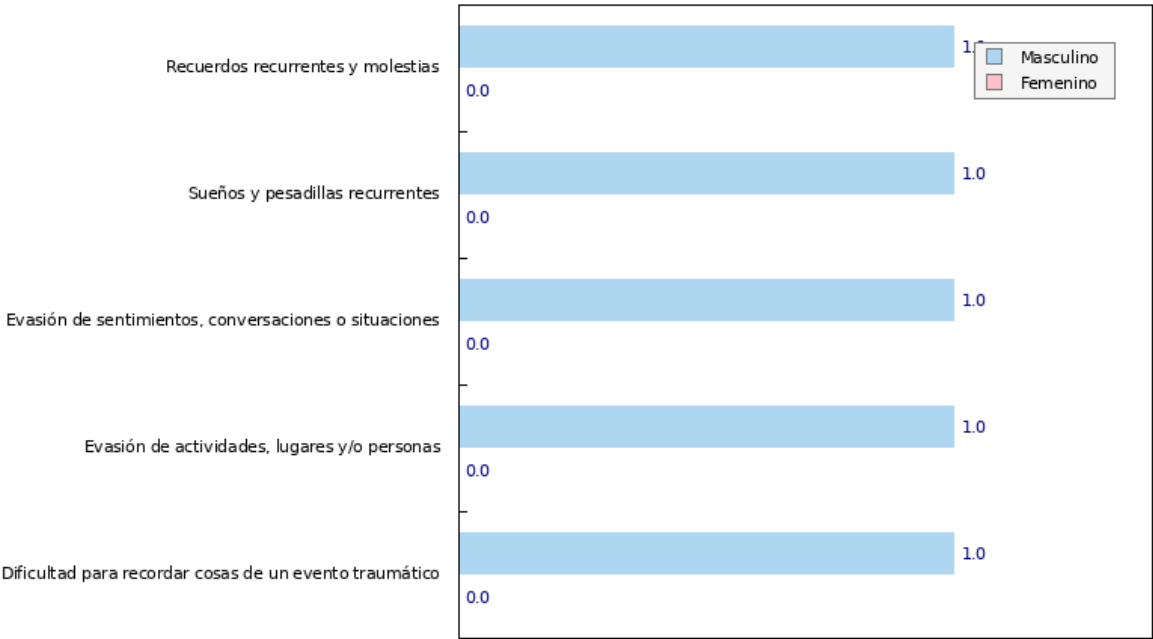 Recuerdos recurrentes y molestias
1.0
0.0
Masculino
Femenino
Sueños y pesadillas recurrentes
1.0
0.0
Evasión de sentimientos, conversaciones o situaciones
1.0
0.0
Evasión de actividades, lugares y/o personas
1.0
0.0
Dificultad para recordar cosas de un evento traumático
1.0
0.0